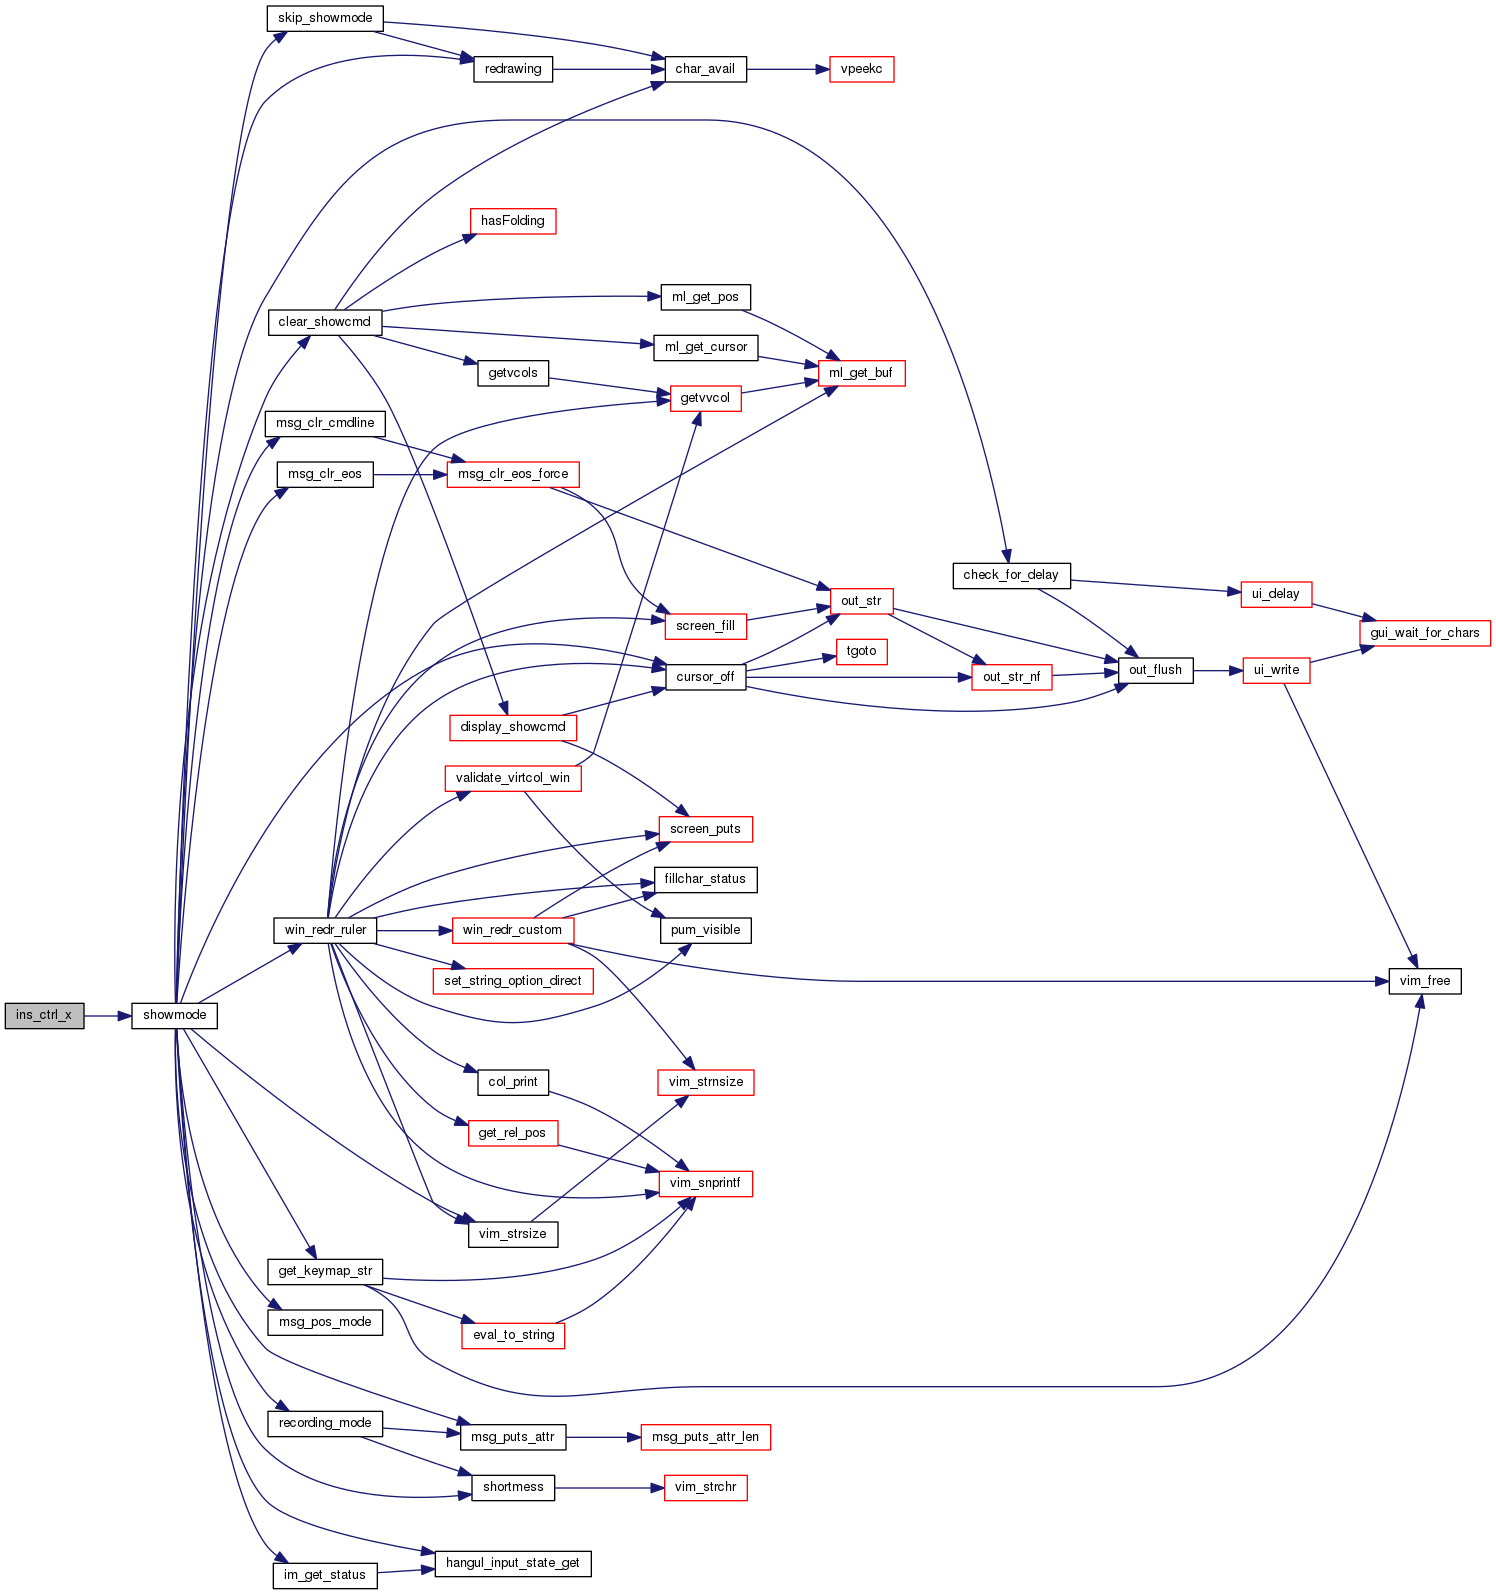 skip_showmode
redrawing
char_avail
vpeekc
hasFolding
ml_get_pos
clear_showcmd
ml_get_cursor
getvcols
ml_get_buf
getvvcol
msg_clr_cmdline
msg_clr_eos
msg_clr_eos_force
check_for_delay
ui_delay
out_str
screen_fill
gui_wait_for_chars
tgoto
cursor_off
out_str_nf
out_flush
ui_write
display_showcmd
validate_virtcol_win
screen_puts
fillchar_status
win_redr_ruler
win_redr_custom
pum_visible
set_string_option_direct
vim_free
ins_ctrl_x
showmode
col_print
vim_strnsize
get_rel_pos
vim_snprintf
vim_strsize
get_keymap_str
msg_pos_mode
eval_to_string
recording_mode
msg_puts_attr
msg_puts_attr_len
shortmess
vim_strchr
hangul_input_state_get
im_get_status